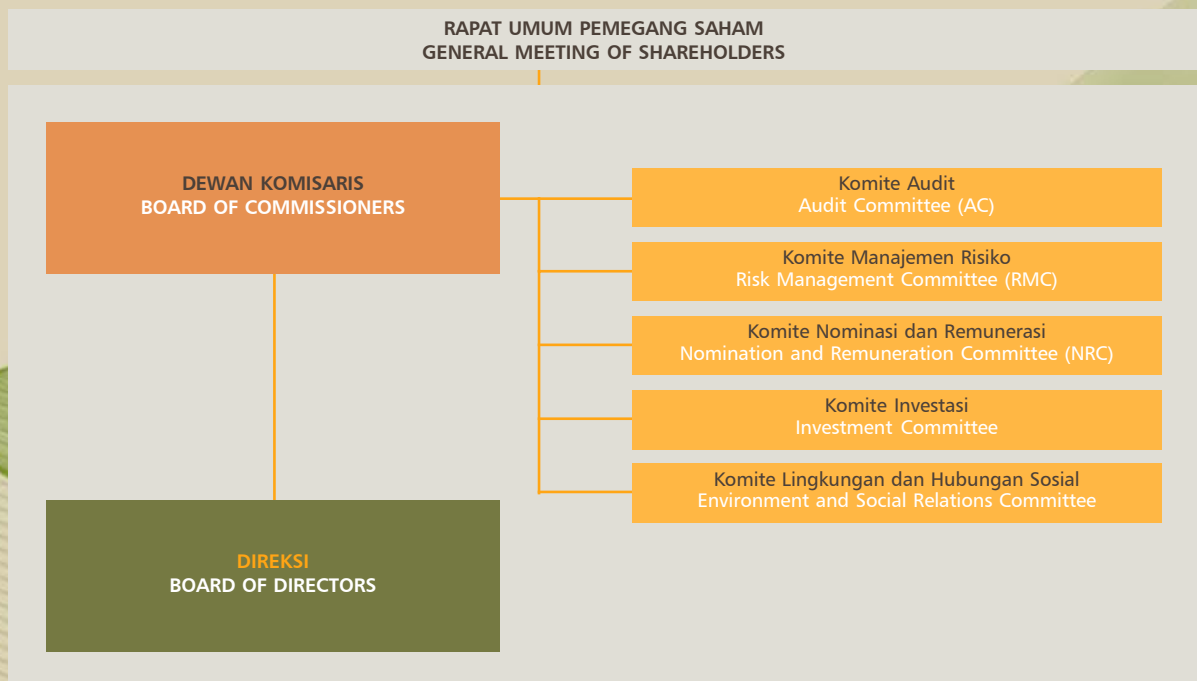 RAPAT UMUM PEMEGANG SAHAM
GENERAL MEETING OF SHAREHOLDERS
DEWAN KOMISARIS
BOARD OF COMMISSIONERS
Komite Audit
Audit Committee (AC)
Komite Manajemen Risiko
Risk Management Committee (RMC)
Komite Nominasi dan Remunerasi
Nomination and Remuneration Committee (NRC)
Komite Investasi
Investment Committee
Komite Lingkungan dan Hubungan Sosial
Environment and Social Relations Committee
DIREKSI
BOARD OF DIRECTORS